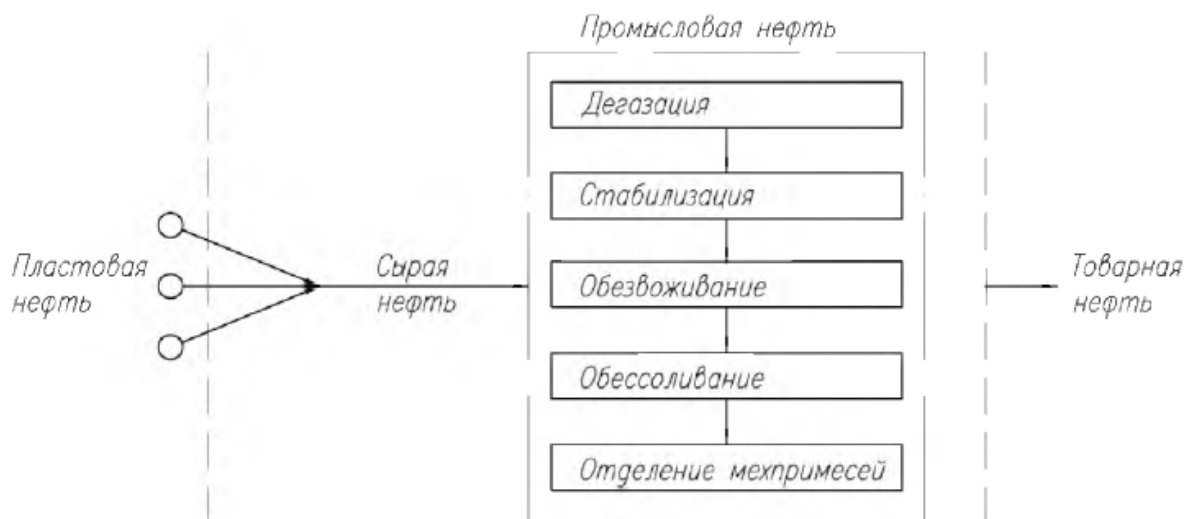 Промысловая нефть
Дегазация
Стабилизация
Пластовая
нефть
Сырая
нефть
Обезвоживание
Товарная
нефть
Обессоливание
Отделение мехпримесей